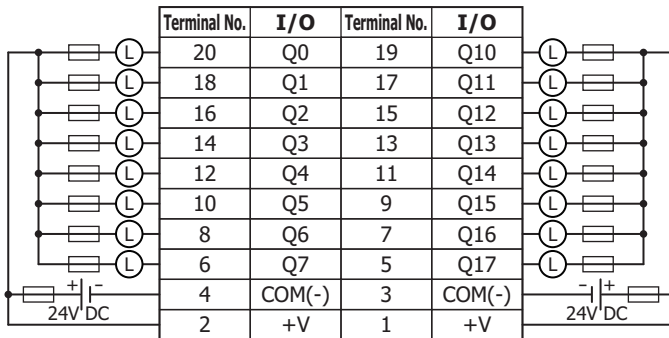 Terminal No. I/O Terminal No. I/O
L 20 Q0 19 Q10 L
L 18 Q1 17 Q11 L
L 16 Q2 15 Q12 L
L 14 Q3 13 Q13 L
L 12 Q4 11 Q14 L
L 10 Q5 9 Q15 L
L 8 Q6 7 Q16 L
L 6 Q7 5 Q17 L
+ − 4 COM(-) 3 COM(-) − +
24V DC 2 +V 1 +V 24V DC